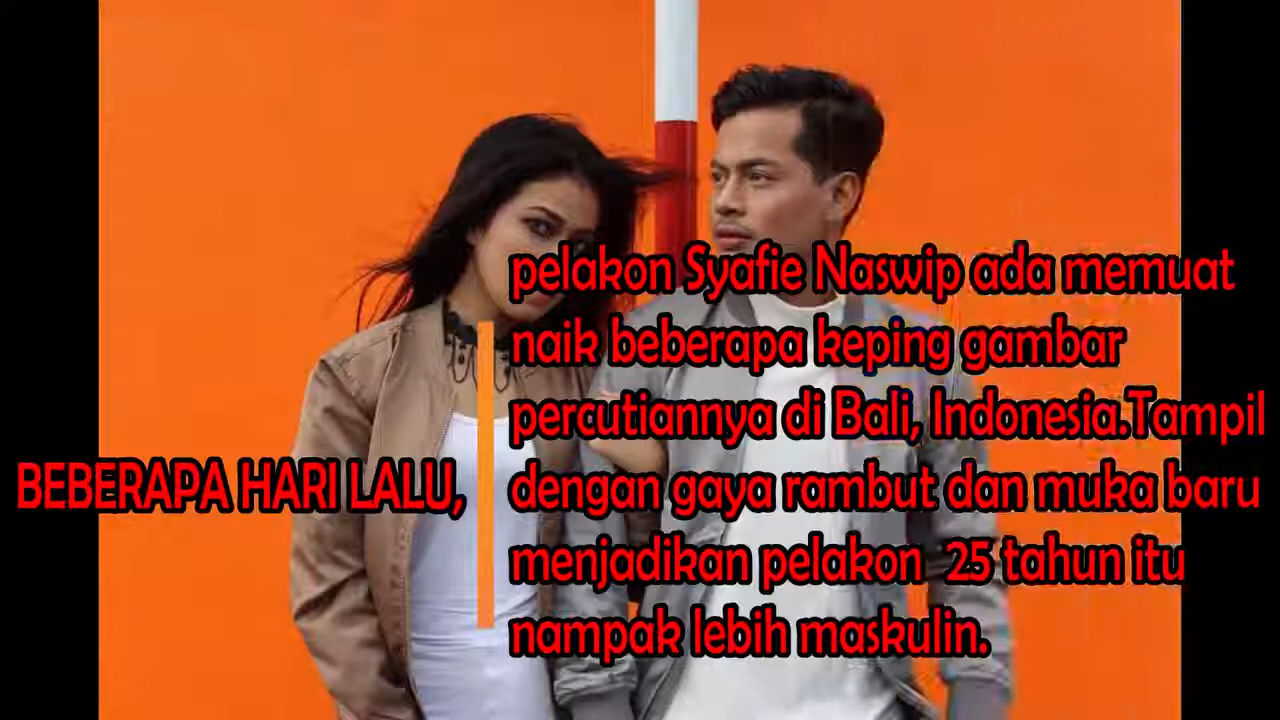 BEBERAPA HARI LALU,
pelakon Syafie Naswip ada memuat
naik beberapa keping gambar
percutiannya di Bali, Indonesia.Tampil
dengan gaya rambut dan muka baru
menjadikan pelakon 25 tahun itu
nampak lebih maskulin.